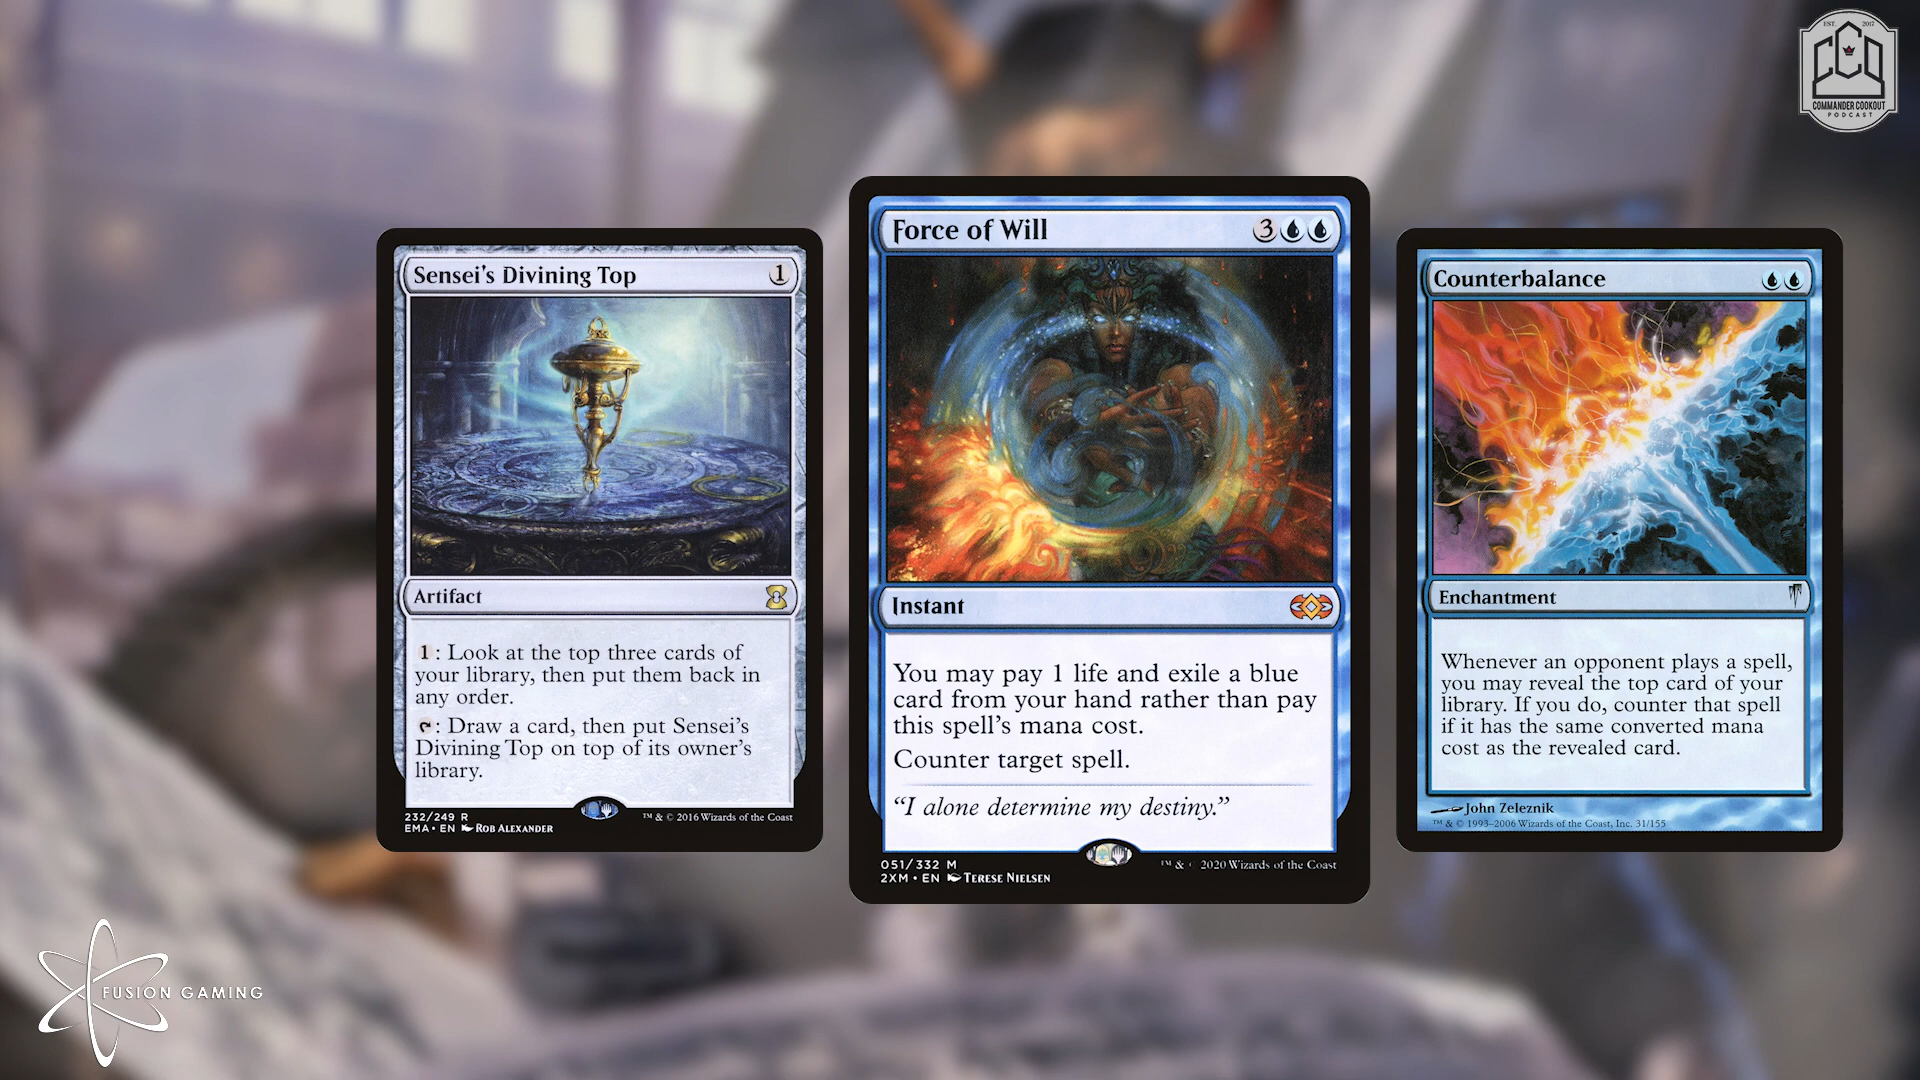 EST. 2017
CCO
COMMANDER COOKOUT
PODCAST
Sensei's Divining Top 1
Artifact
1: Look at the top three cards of
your library, then put them back in
any order.
: Draw a card, then put Sensei's
Divining Top on top of its owner's
library.
232/249 R
EMA • EN Rob Alexander
™ & © 2016 Wizards of the Coast
Force of Will 3
Instant
You may pay 1 life and exile a blue
card from your hand rather than pay
this spell's mana cost.
Counter target spell.
“I alone determine my destiny.”
051/332 M
2XM • EN Terese Nielsen
™ & © 2020 Wizards of the Coast
Counterbalance
Enchantment
Whenever an opponent plays a spell,
you may reveal the top card of your
library. If you do, counter that spell
if it has the same converted mana
cost as the revealed card.
John Zeleznik
™ & © 1993–2006 Wizards of the Coast, Inc. 31/155
FUSION GAMING